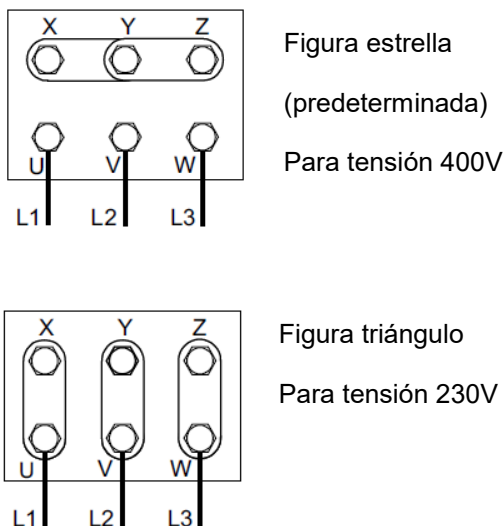 X Y Z
Figura estrella
(predeterminada)
U V W
Para tensión 400V
L1 L2 L3
X Y Z
Figura triángulo
Para tensión 230V
U V W
L1 L2 L3